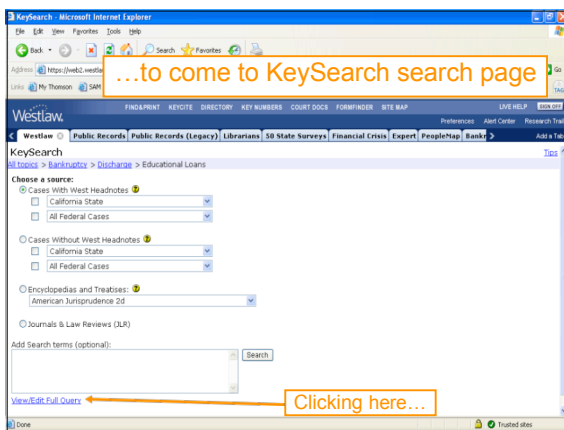 KeySearch - Microsoft Internet Explorer
File Edit View Favorites Tools Help
Back Search Favorites
Address https://web2.westla Go
…to come to KeySearch search page
Links My Thomson SAM
Westlaw. FIND&PRINT KEYCITE DIRECTORY KEY NUMBERS COURT DOCS FORMFINDER SITE MAP LIVE HELP SIGN OFF
Preferences Alert Center Research Trail
Westlaw Public Records Public Records (Legacy) Librarians 50 State Surveys Financial Crisis Expert PeopleMap Bankr Add a Tab
KeySearch Tips
All topics > Bankruptcy > Discharge > Educational Loans
Choose a source:
Cases With West Headnotes
California State
All Federal Cases
Cases Without West Headnotes
California State
All Federal Cases
Encyclopedias and Treatises:
American Jurisprudence 2d
Journals & Law Reviews (JLR)
Add Search terms (optional):
Search
View/Edit Full Query
Clicking here…
Done Trusted sites